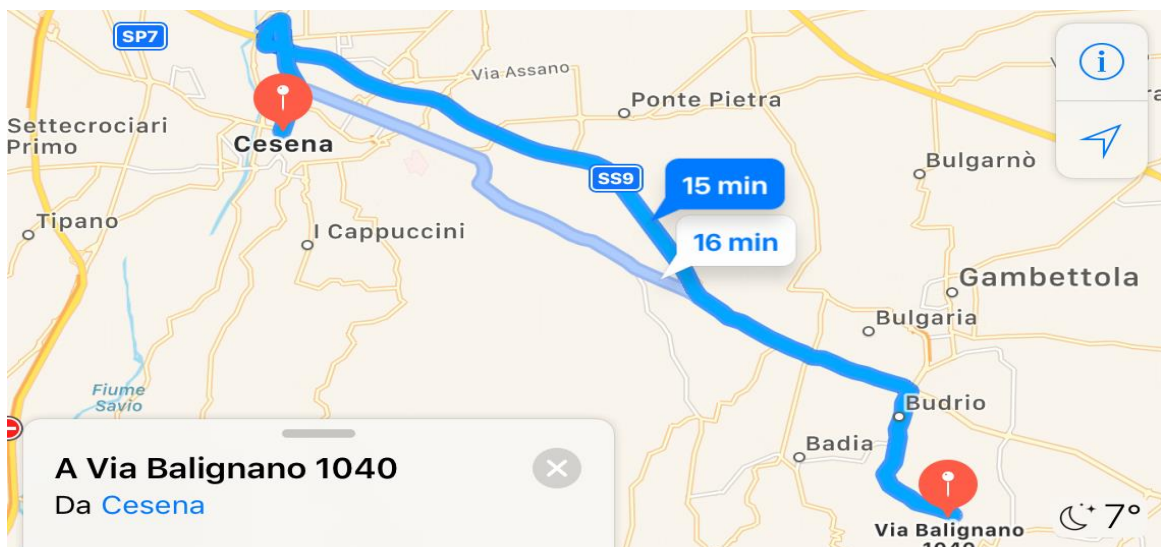 SP7
Via Assano
Ponte Pietra
Settecrociari
Primo
Cesena
Bulgarnò
SS9
15 min
Tipano
I Cappuccini
16 min
Gambettola
Bulgaria
Fiume
Savio
Budrio
Badia
A Via Balignano 1040
Da Cesena
Via Balignano
1040
7°